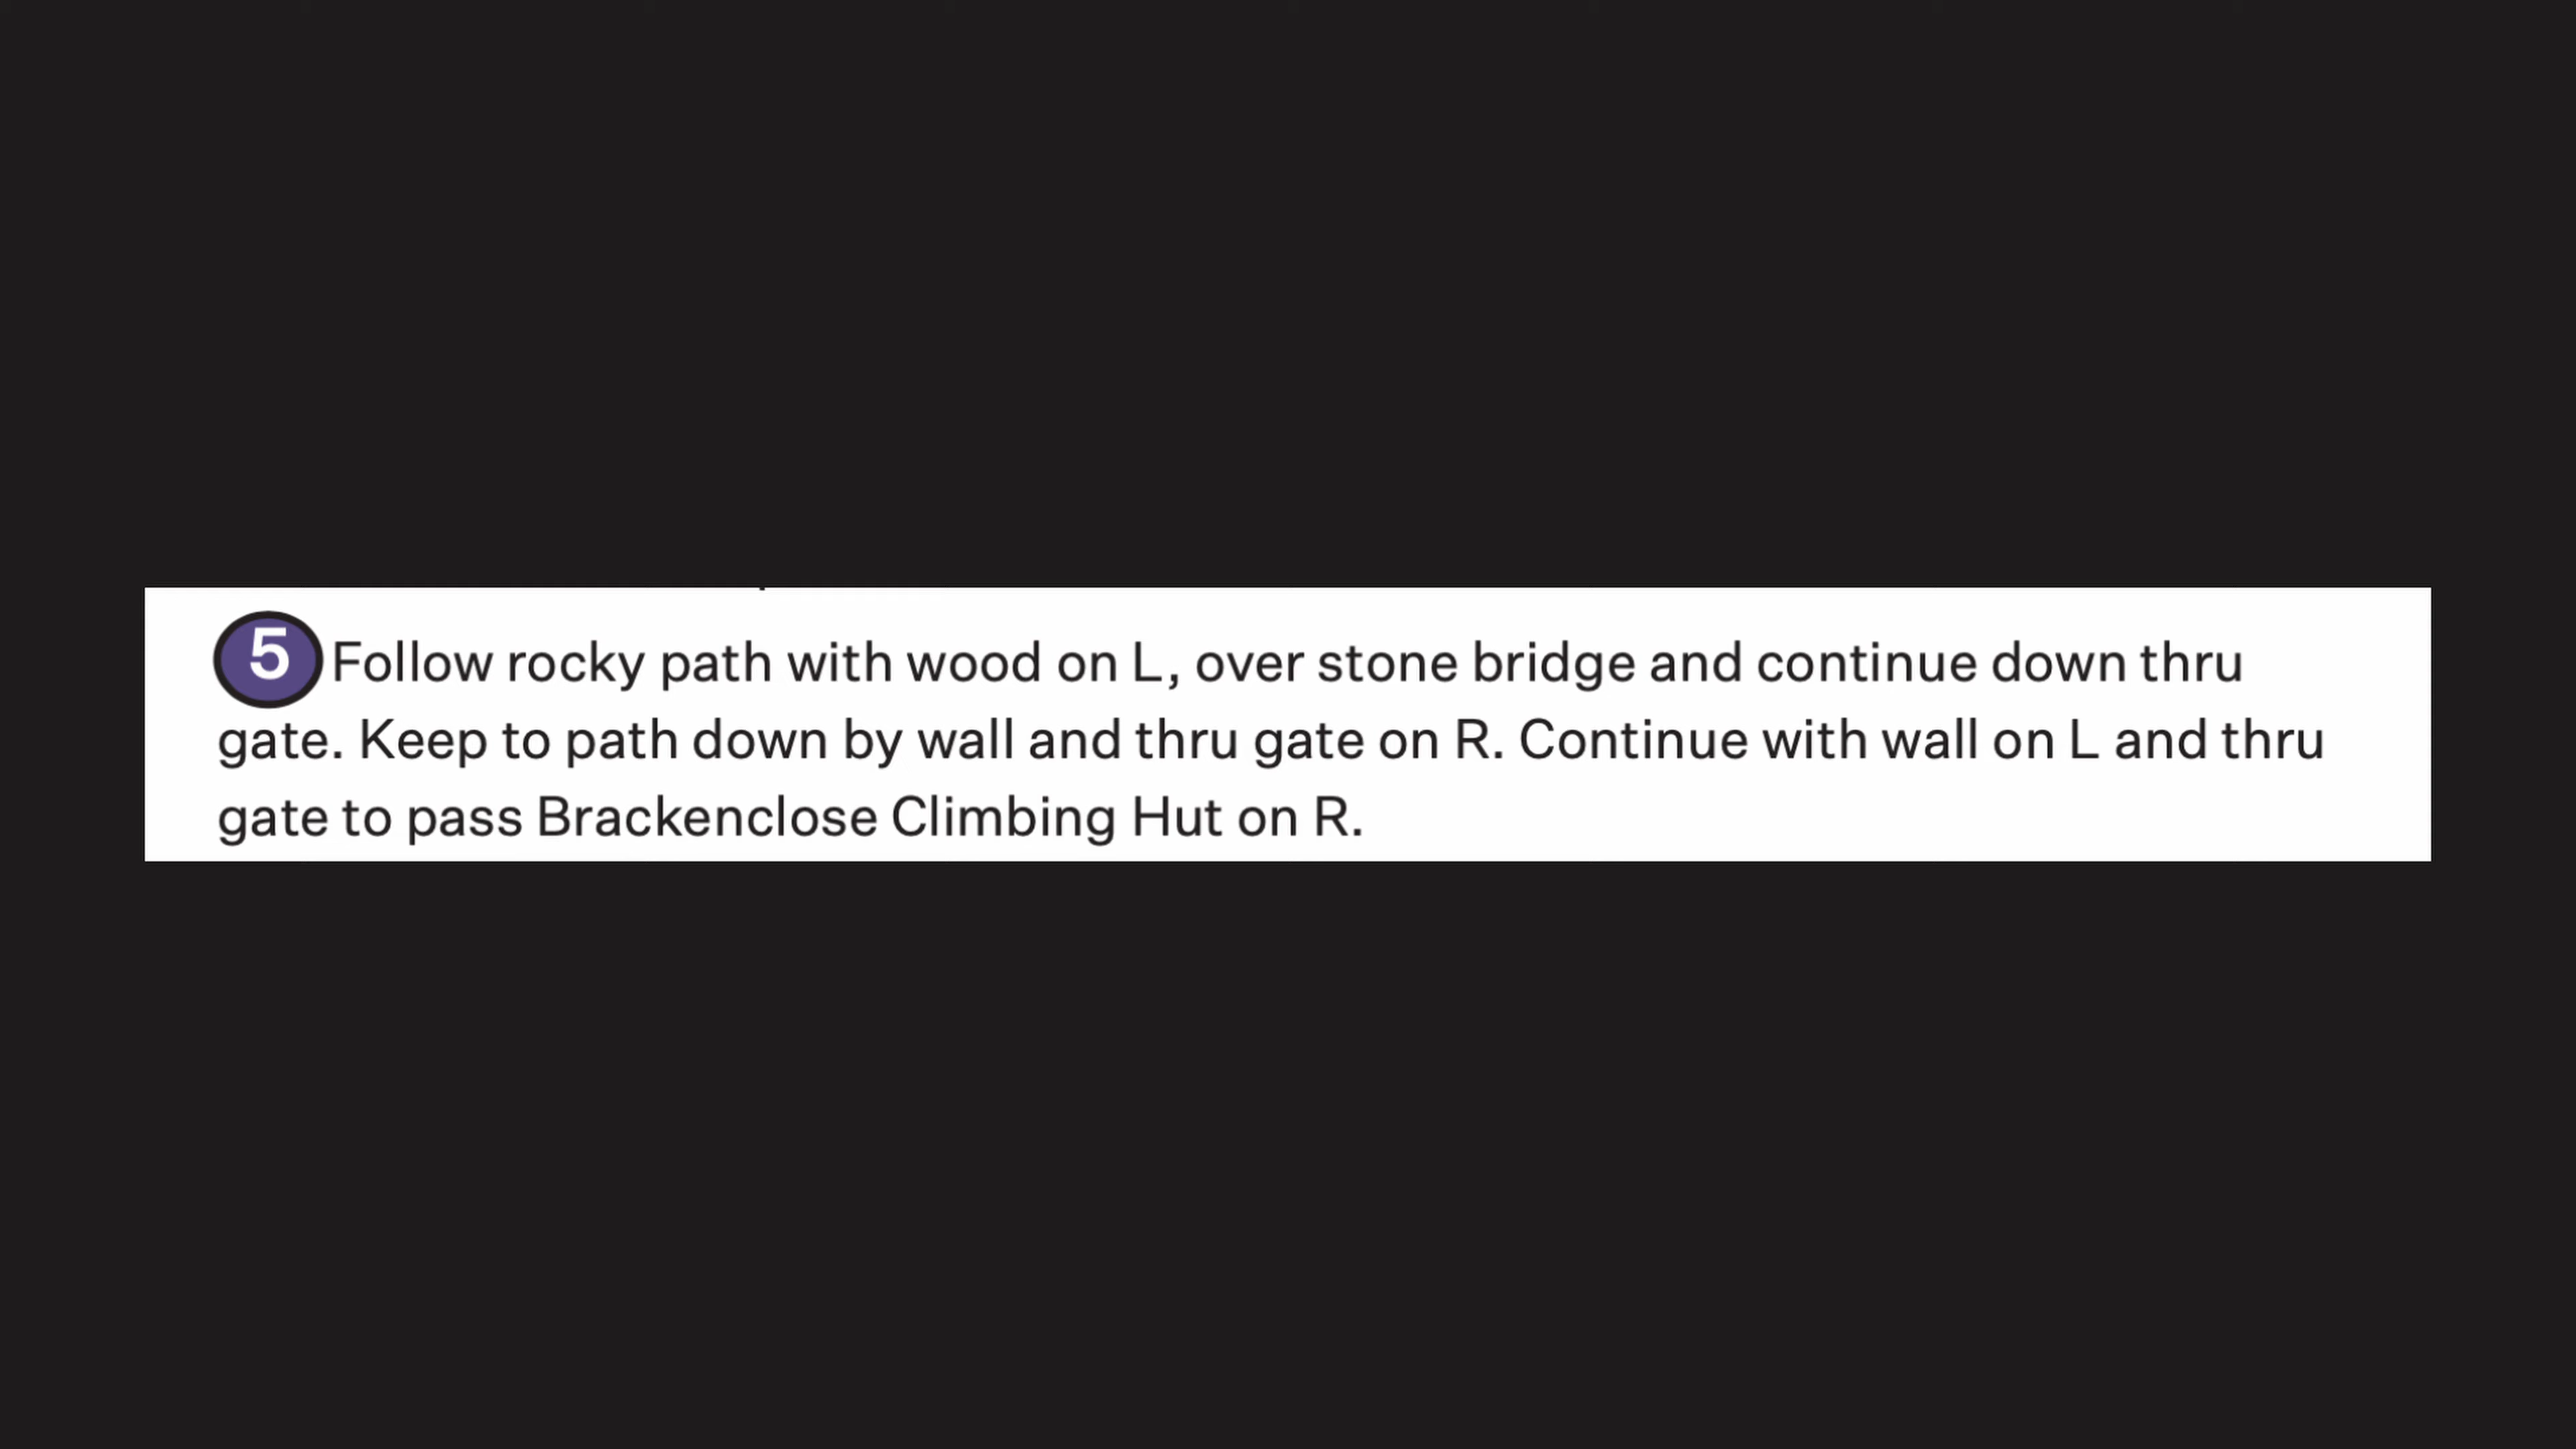 5 Follow rocky path with wood on L, over stone bridge and continue down thru
gate. Keep to path down by wall and thru gate on R. Continue with wall on L and thru
gate to pass Brackenclose Climbing Hut on R.